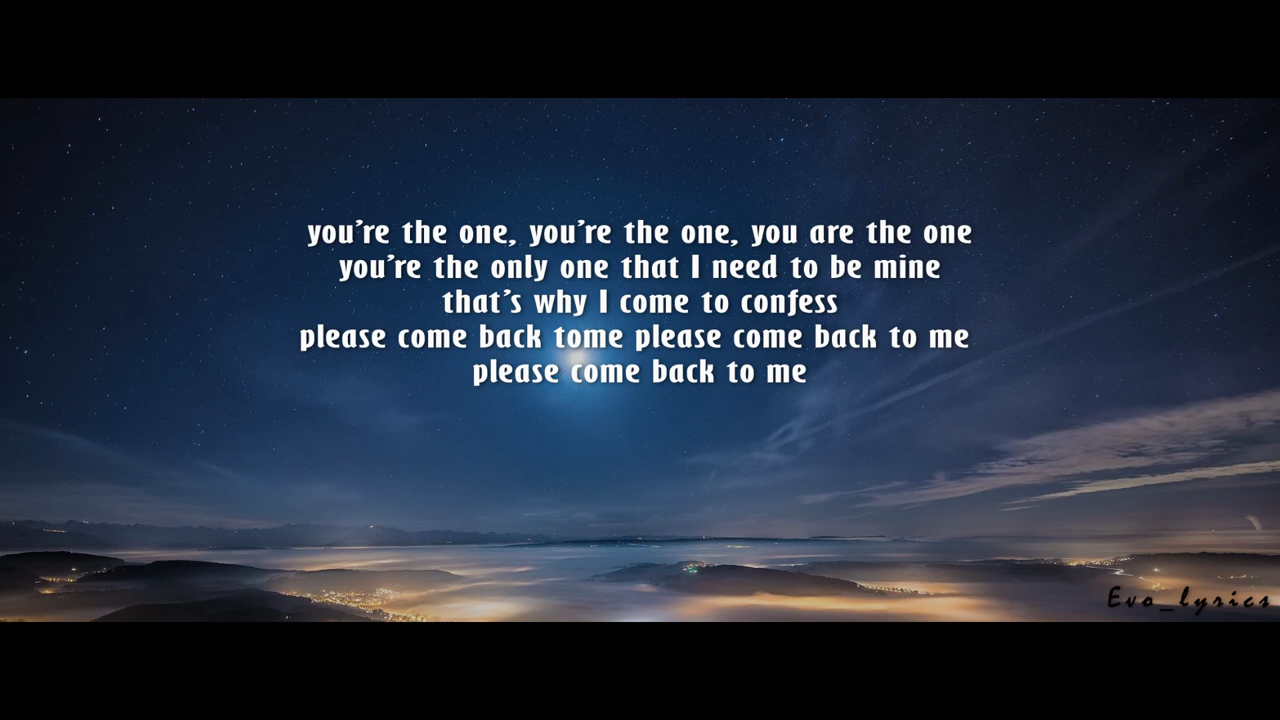 you're the one, you're the one, you are the one
you're the only one that I need to be mine
that's why I come to confess
please come back tome please come back to me
please come back to me
Evo_lyrics